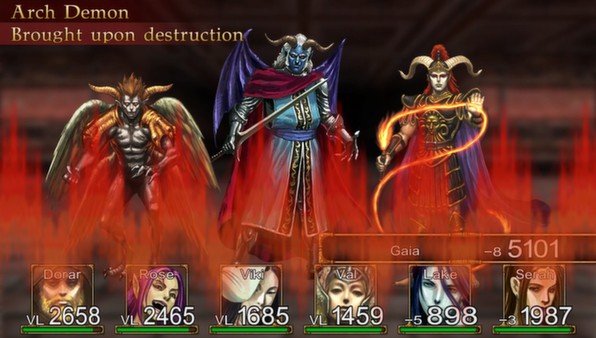 Arch Demon
Brought upon destruction
Gaia -8 5101
Dorar Rose Viki Val Lake Serah
VL 2658 VL 2465 VL 1685 VL 1459 -5 898 -3 1987